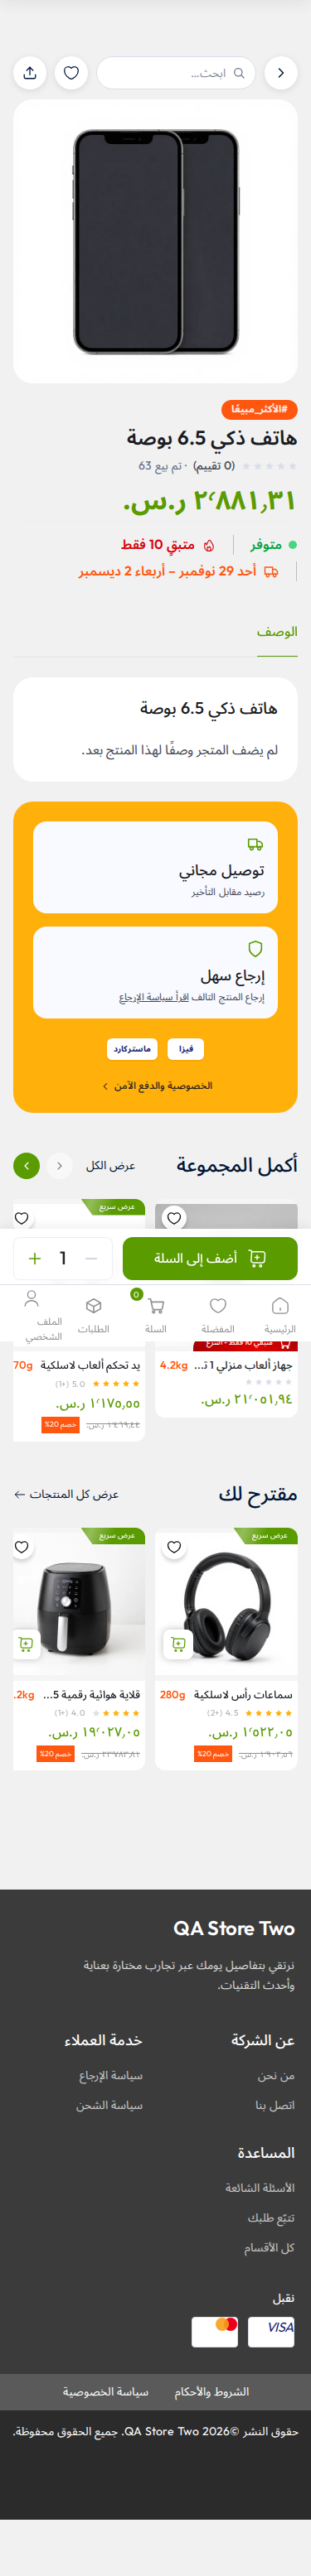 ابحث...
#الأكثر_مبيعًا
هاتف ذكي 6.5 بوصة
(0 تقييم) · تم بيع 63
٢٬٨٨١٫٣١ ر.س.
متوفر
متبقٍ 10 فقط
أحد 29 نوفمبر – أربعاء 2 ديسمبر
الوصف
هاتف ذكي 6.5 بوصة
لم يضف المتجر وصفًا لهذا المنتج بعد.
توصيل مجاني
رصيد مقابل التأخير
إرجاع سهل
إرجاع المنتج التالف اقرأ سياسة الإرجاع
فيزا
ماستركارد
الخصوصية والدفع الآمن
أكمل المجموعة
عرض الكل
عرض سريع
أضف إلى السلة
1
الرئيسية
المفضلة
السلة
0
الطلبات
الملف الشخصي
متبقي 10 فقط - أسرع
جهاز ألعاب منزلي 1 ت...
4.2kg
٢١٬٠٥١٫٩٤ ر.س.
يد تحكم ألعاب لاسلكية
70g
5.0 (+1)
١٬١٧٥٫٥٥ ر.س.
١٬٤٦٩٫٤٤ ر.س.
خصم 20%
مقترح لك
عرض كل المنتجات
عرض سريع
عرض سريع
سماعات رأس لاسلكية
280g
4.5 (+2)
١٬٥٢٢٫٠٥ ر.س.
١٬٩٠٢٫٥٦ ر.س.
خصم 20%
قلاية هوائية رقمية 5...
.2kg
4.0 (+1)
١٩٬٠٢٧٫٠٥ ر.س.
٢٣٬٧٨٣٫٨١ ر.س.
خصم 20%
QA Store Two
نرتقي بتفاصيل يومك عبر تجارب مختارة بعناية
وأحدث التقنيات.
عن الشركة
من نحن
اتصل بنا
خدمة العملاء
سياسة الإرجاع
سياسة الشحن
المساعدة
الأسئلة الشائعة
تتبّع طلبك
كل الأقسام
نقبل
VISA
الشروط والأحكام
سياسة الخصوصية
حقوق النشر ©2026 QA Store Two. جميع الحقوق محفوظة.